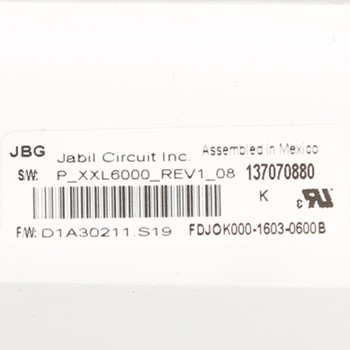 JBG Jabil Circuit Inc. Assembled in Mexico
S/W: P_XXL6000_REV1_08 137070880
K
F/W: D1A30211.S19 FDJOK000-1603-0600B